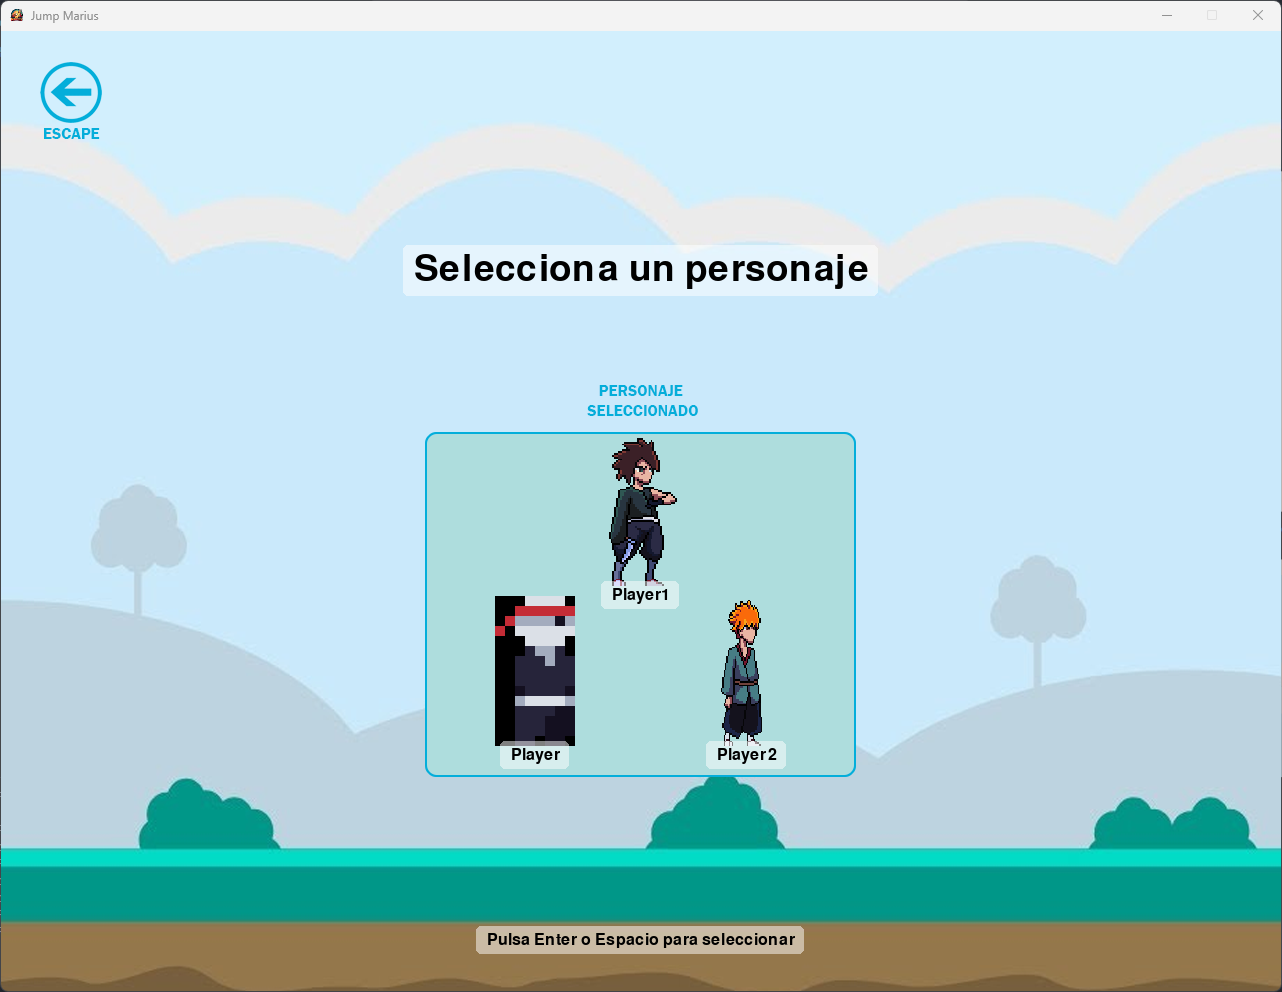 Jump Marius
ESCAPE
Selecciona un personaje
PERSONAJE
SELECCIONADO
Player1
Player
Player2
Pulsa Enter o Espacio para seleccionar